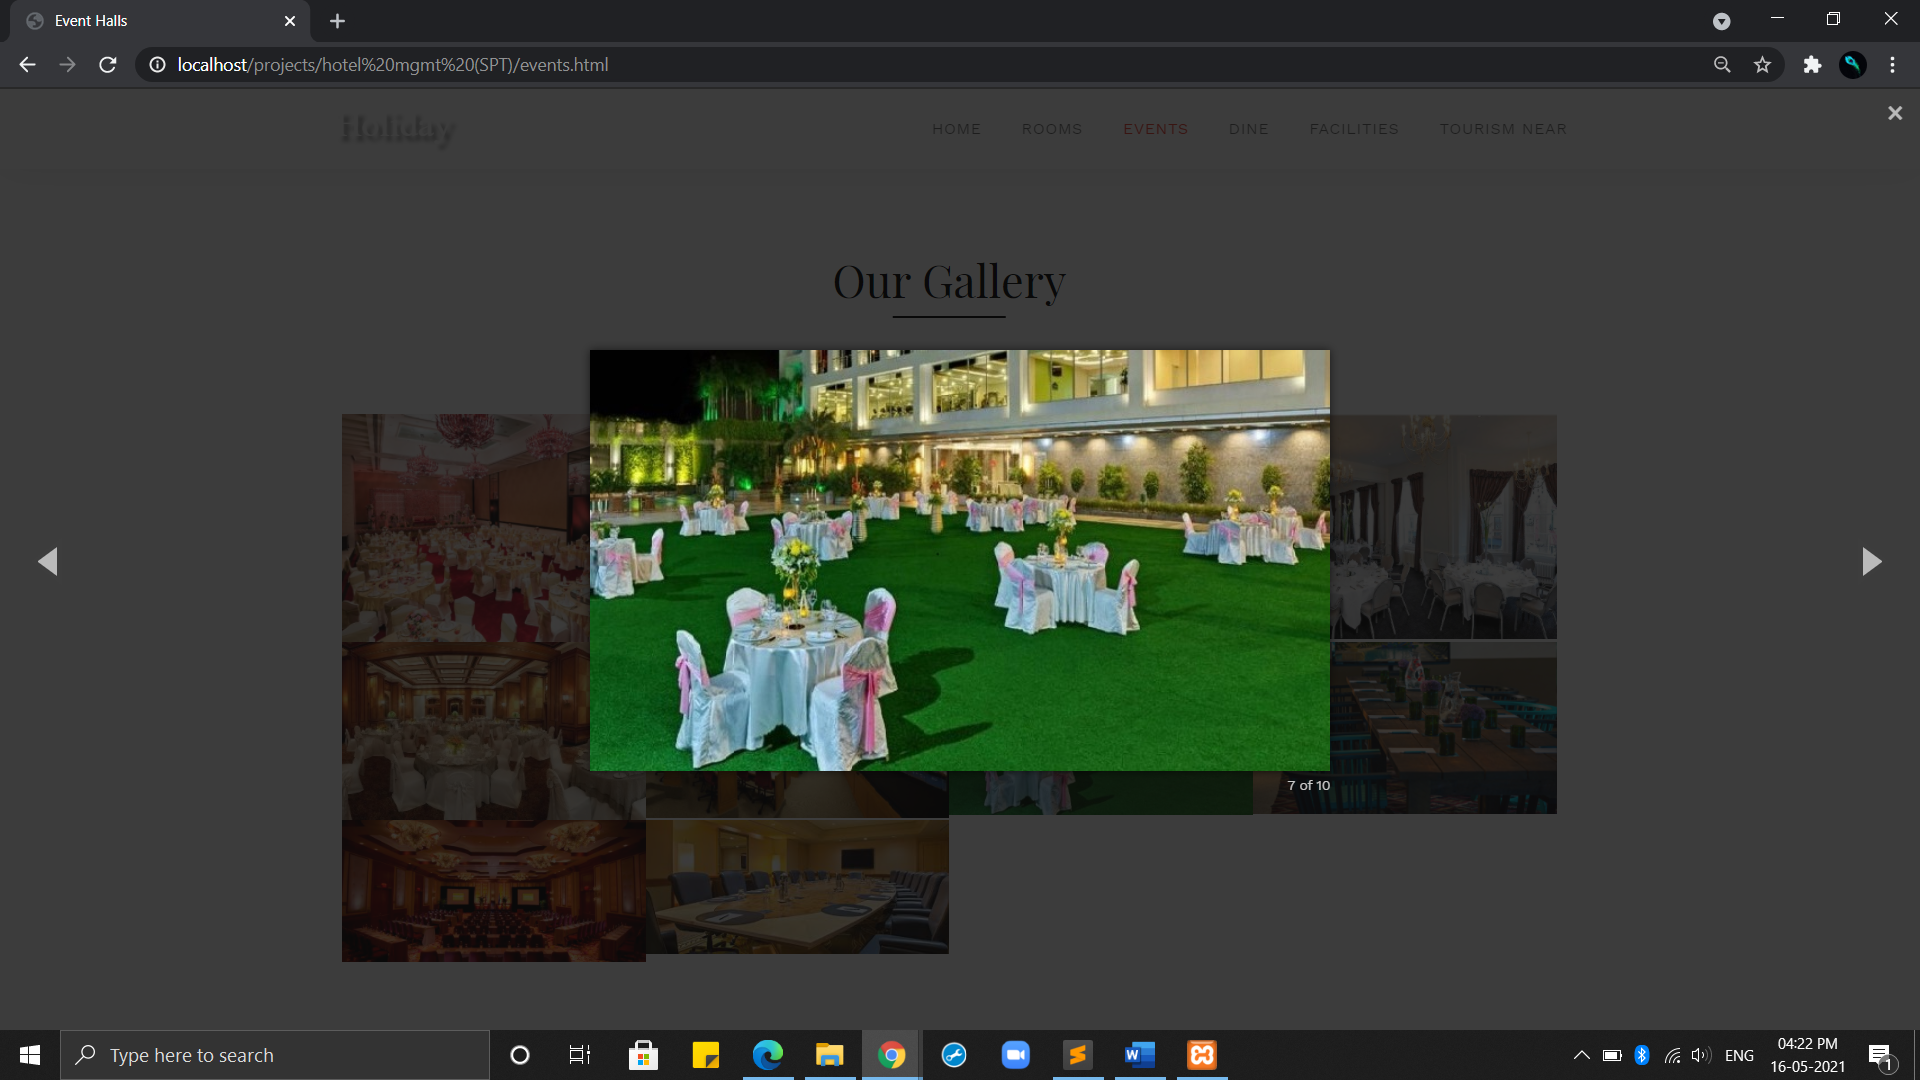 Event Halls
localhost/projects/hotel%20mgmt%20(SPT)/events.html
Holiday
HOME ROOMS EVENTS DINE FACILITIES TOURISM NEAR
Our Gallery
7 of 10
Type here to search
W
ENG
04:22 PM
16-05-2021
1